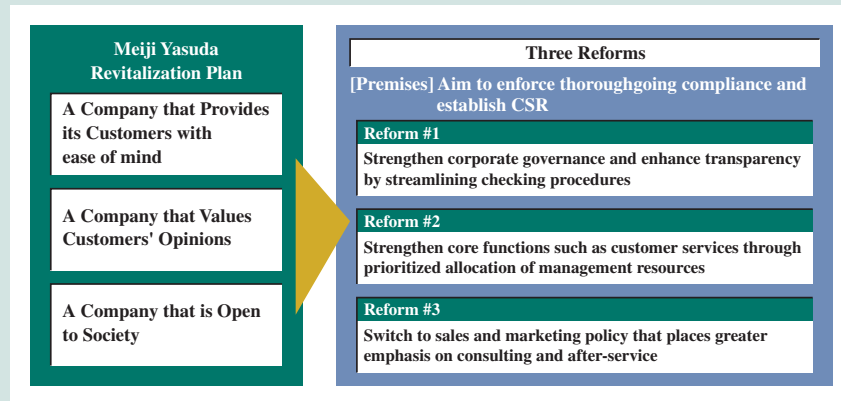 Meiji Yasuda
Revitalization Plan
A Company that Provides
its Customers with
ease of mind
A Company that Values
Customers' Opinions
A Company that is Open
to Society
Three Reforms
[Premises] Aim to enforce thoroughgoing compliance and
establish CSR
Reform #1
Strengthen corporate governance and enhance transparency
by streamlining checking procedures
Reform #2
Strengthen core functions such as customer services through
prioritized allocation of management resources
Reform #3
Switch to sales and marketing policy that places greater
emphasis on consulting and after-service